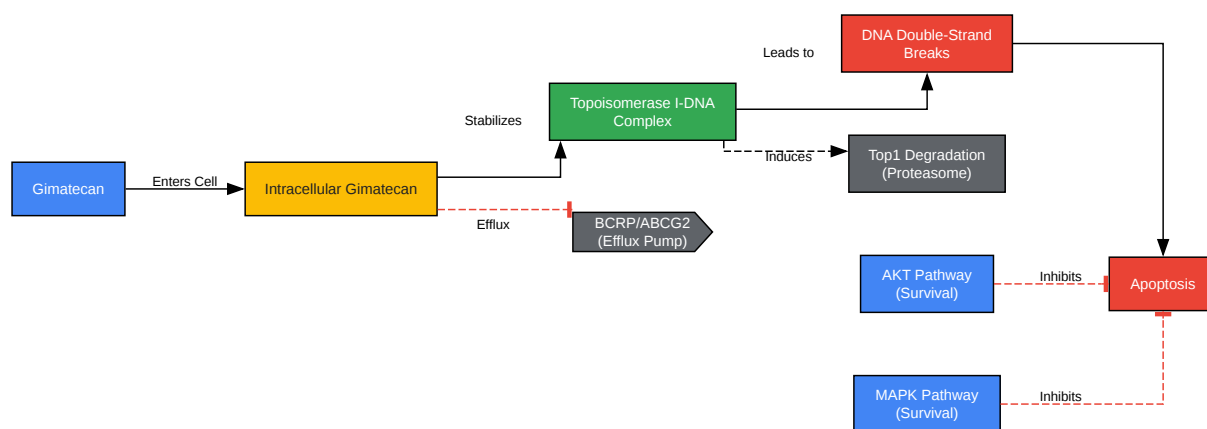 Gimatecan
Enters Cell
Intracellular Gimatecan
Stabilizes
Efflux
Topoisomerase I-DNA
Complex
BCRP/ABCG2
(Efflux Pump)
Leads to
Induces
DNA Double-Strand
Breaks
Top1 Degradation
(Proteasome)
AKT Pathway
(Survival)
Inhibits
Apoptosis
MAPK Pathway
(Survival)
Inhibits